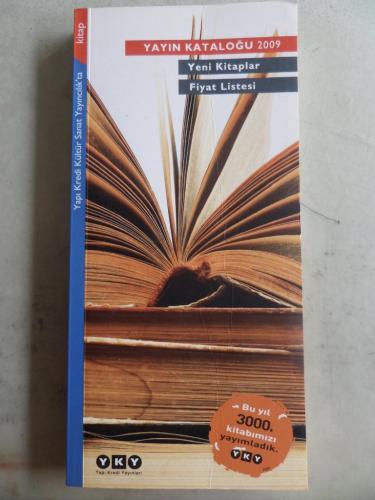 YAYIN KATALOĞU 2009
Yeni Kitaplar
Fiyat Listesi
kitap
Yapı Kredi Kültür Sanat Yayıncılık'ta
Bu yıl
3000.
kitabımızı
yayımladık.
YKY
YKY
Yapı Kredi Yayınları